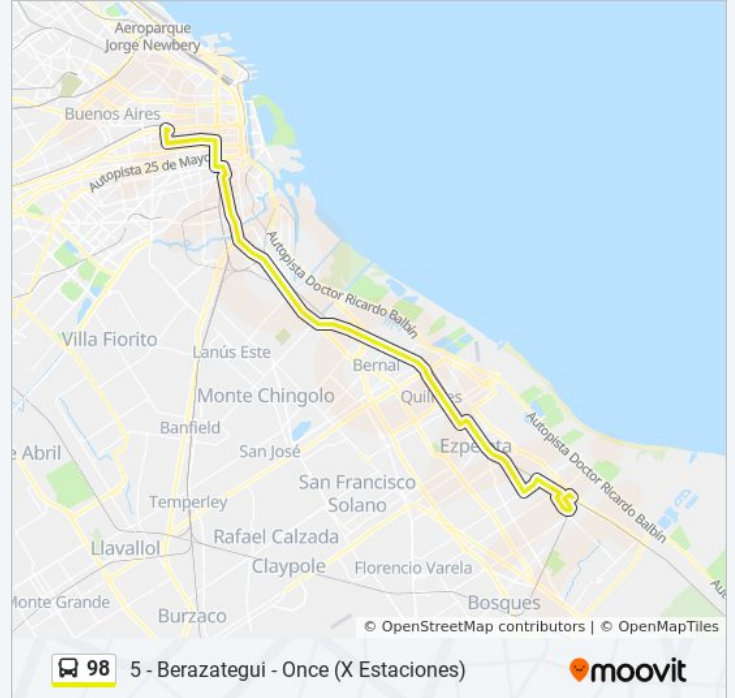 Aeroparque
Jorge Newbery
Buenos Aires
Autopista 25 de Mayo
Autopista Doctor Ricardo Balbín
Villa Fiorito
Lanús Este
Bernal
Monte Chingolo
Quilmes
Banfield
Autopista Doctor Ricardo Balbín
e Abril
San José
Ezpeleta
San Francisco
Solano
Temperley
Rafael Calzada
Llavallol
Claypole
Florencio Varela
Au
Monte Grande
Bosques
Burzaco
© OpenStreetMap contributors | © OpenMapTiles
98 5 - Berazategui - Once (X Estaciones)
moovit